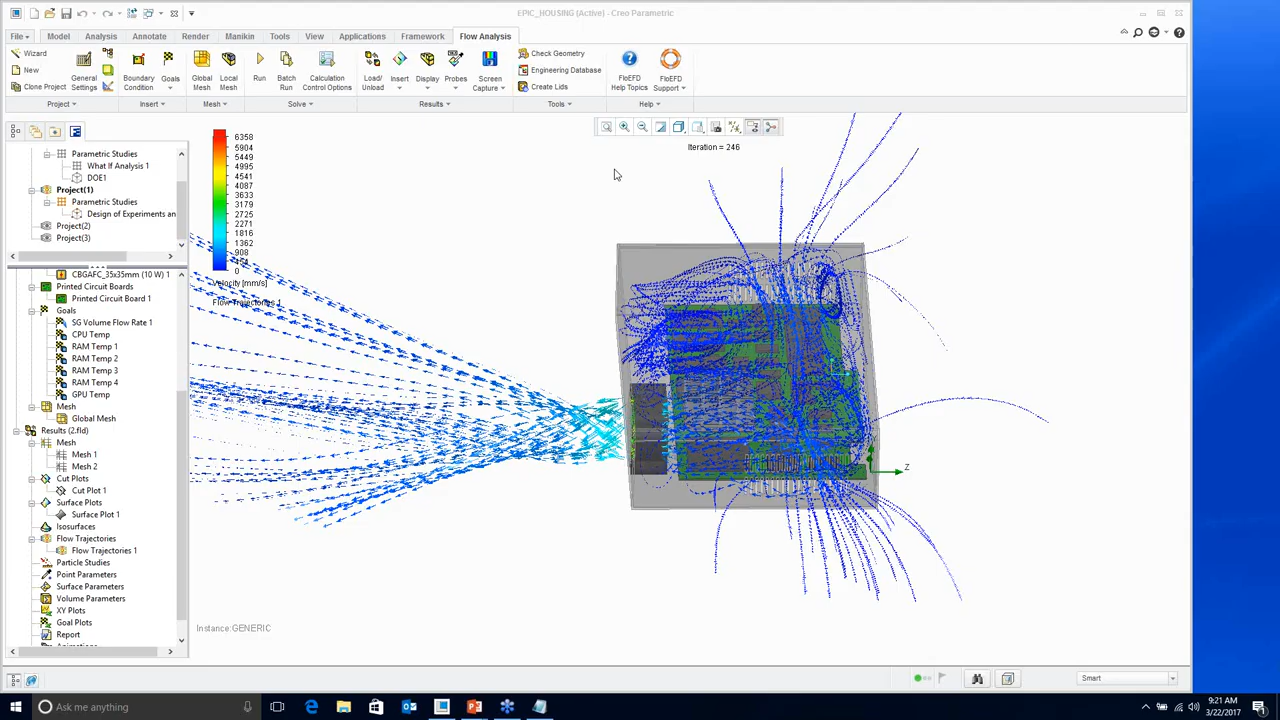 EPIC_HOUSING (Active) - Creo Parametric
File
Model
Analysis
Annotate
Render
Manikin
Tools
View
Applications
Framework
Flow Analysis
Wizard
New
Clone Project
General Settings
Boundary Condition
Goals
Global Mesh
Local Mesh
Run
Batch Run
Calculation Control Options
Load/ Unload
Insert
Display
Probes
Screen Capture
Check Geometry
Engineering Database
Create Lids
FloEFD Help Topics
FloEFD Support
Project
Insert
Mesh
Solve
Results
Tools
Help
Iteration = 246
Parametric Studies
What If Analysis 1
DOE1
Project(1)
Parametric Studies
Design of Experiments an
Project(2)
Project(3)
CBGAFC_35x35mm (10 W) 1
Printed Circuit Boards
Printed Circuit Board 1
Goals
SG Volume Flow Rate 1
CPU Temp
RAM Temp 1
RAM Temp 2
RAM Temp 3
RAM Temp 4
GPU Temp
Mesh
Global Mesh
Results (2.fld)
Mesh
Mesh 1
Mesh 2
Cut Plots
Cut Plot 1
Surface Plots
Surface Plot 1
Isosurfaces
Flow Trajectories
Flow Trajectories 1
Particle Studies
Point Parameters
Surface Parameters
Volume Parameters
XY Plots
Goal Plots
Report
6358
5904
5449
4995
4541
4087
3633
3179
2725
2271
1816
1362
908
0
Velocity [mm/s]
Flow Trajectories 1
Z
Instance:GENERIC
Smart
Ask me anything
9:21 AM
3/22/2017